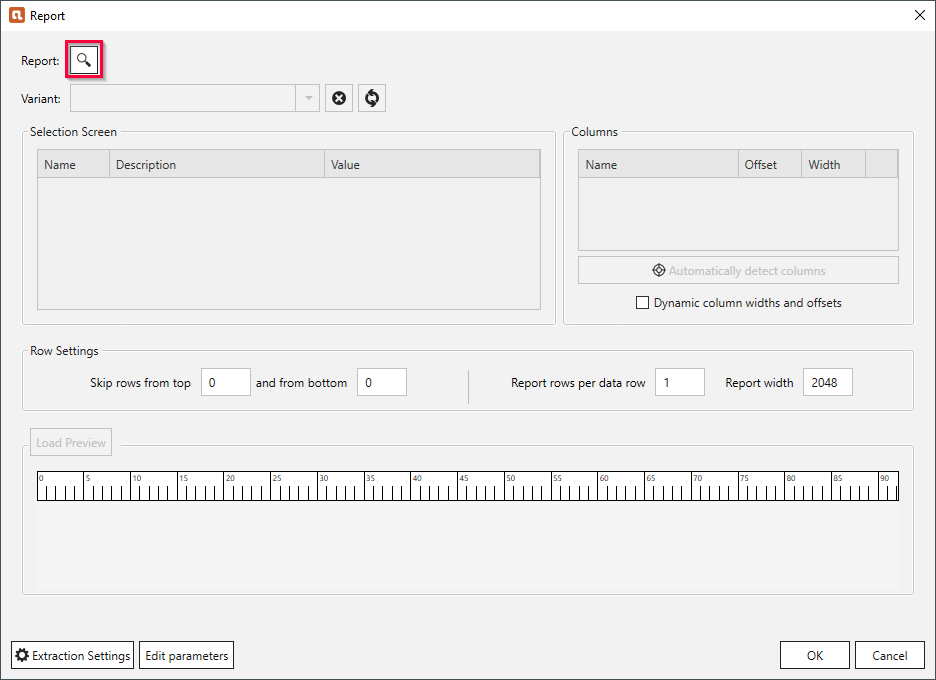 Report
Report:
Variant:
Selection Screen
Name Description Value
Columns
Name Offset Width
Automatically detect columns
Dynamic column widths and offsets
Row Settings
Skip rows from top 0 and from bottom 0 Report rows per data row 1 Report width 2048
Load Preview
0 5 10 15 20 25 30 35 40 45 50 55 60 65 70 75 80 85 90
Extraction Settings Edit parameters OK Cancel